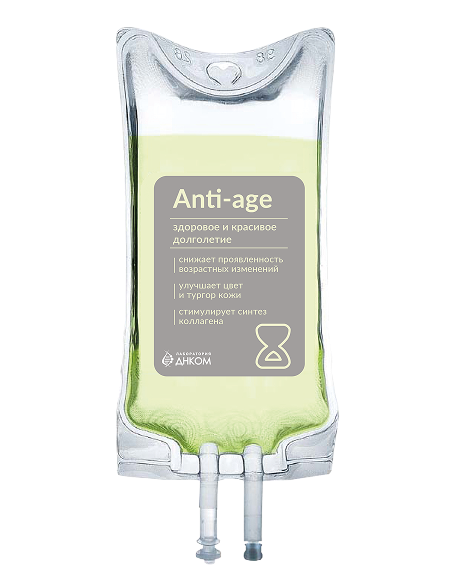 Anti-age
здоровое и красивое
долголетие
снижает проявленность
возрастных изменений
улучшает цвет
и тургор кожи
стимулирует синтез
коллагена
ЛАБОРАТОРИЯ
ДНКОМ